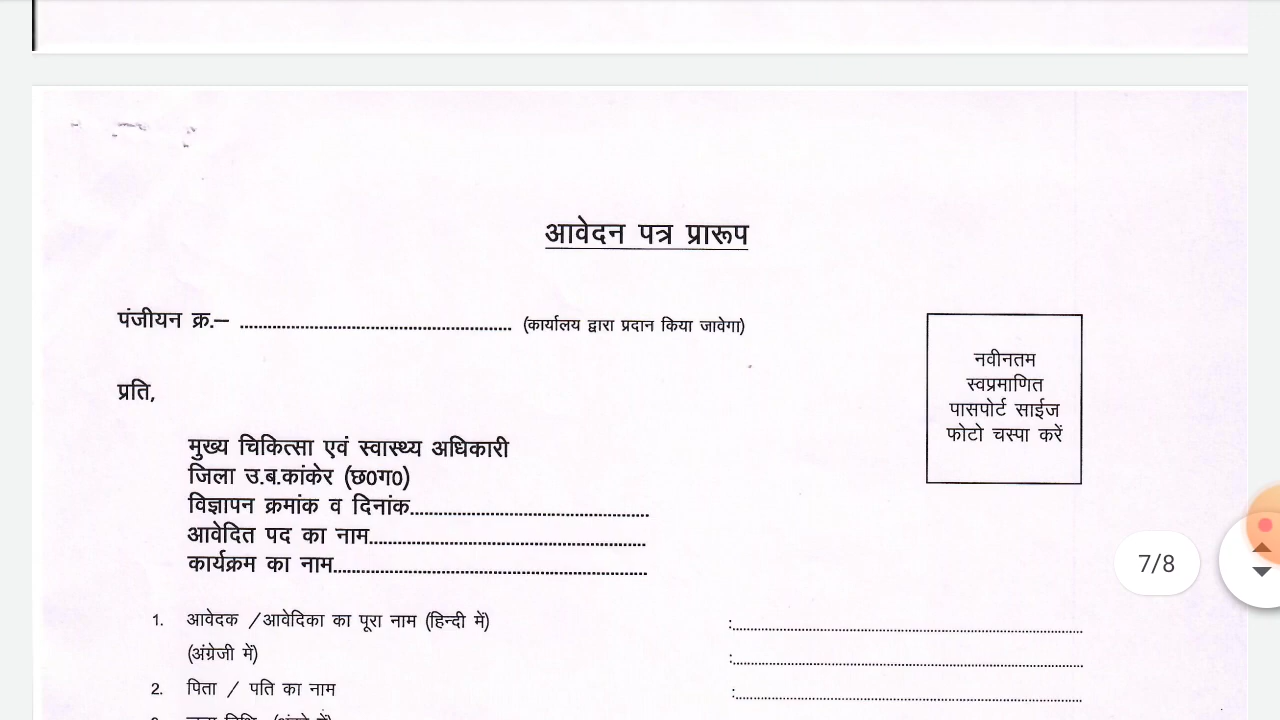 आवेदन पत्र प्रारूप
पंजीयन क्र.– ........................................................... (कार्यालय द्वारा प्रदान किया जावेगा)
नवीनतम
स्वप्रमाणित
पासपोर्ट साईज
फोटो चस्पा करें
प्रति,
मुख्य चिकित्सा एवं स्वास्थ्य अधिकारी
जिला उ.ब.कांकेर (छ0ग0)
विज्ञापन क्रमांक व दिनांक...................................................
आवेदित पद का नाम...........................................................
कार्यक्रम का नाम...................................................................
7/8
1. आवेदक /आवेदिका का पूरा नाम (हिन्दी में) :...........................................................................
(अंग्रेजी में) :...........................................................................
2. पिता / पति का नाम :...........................................................................